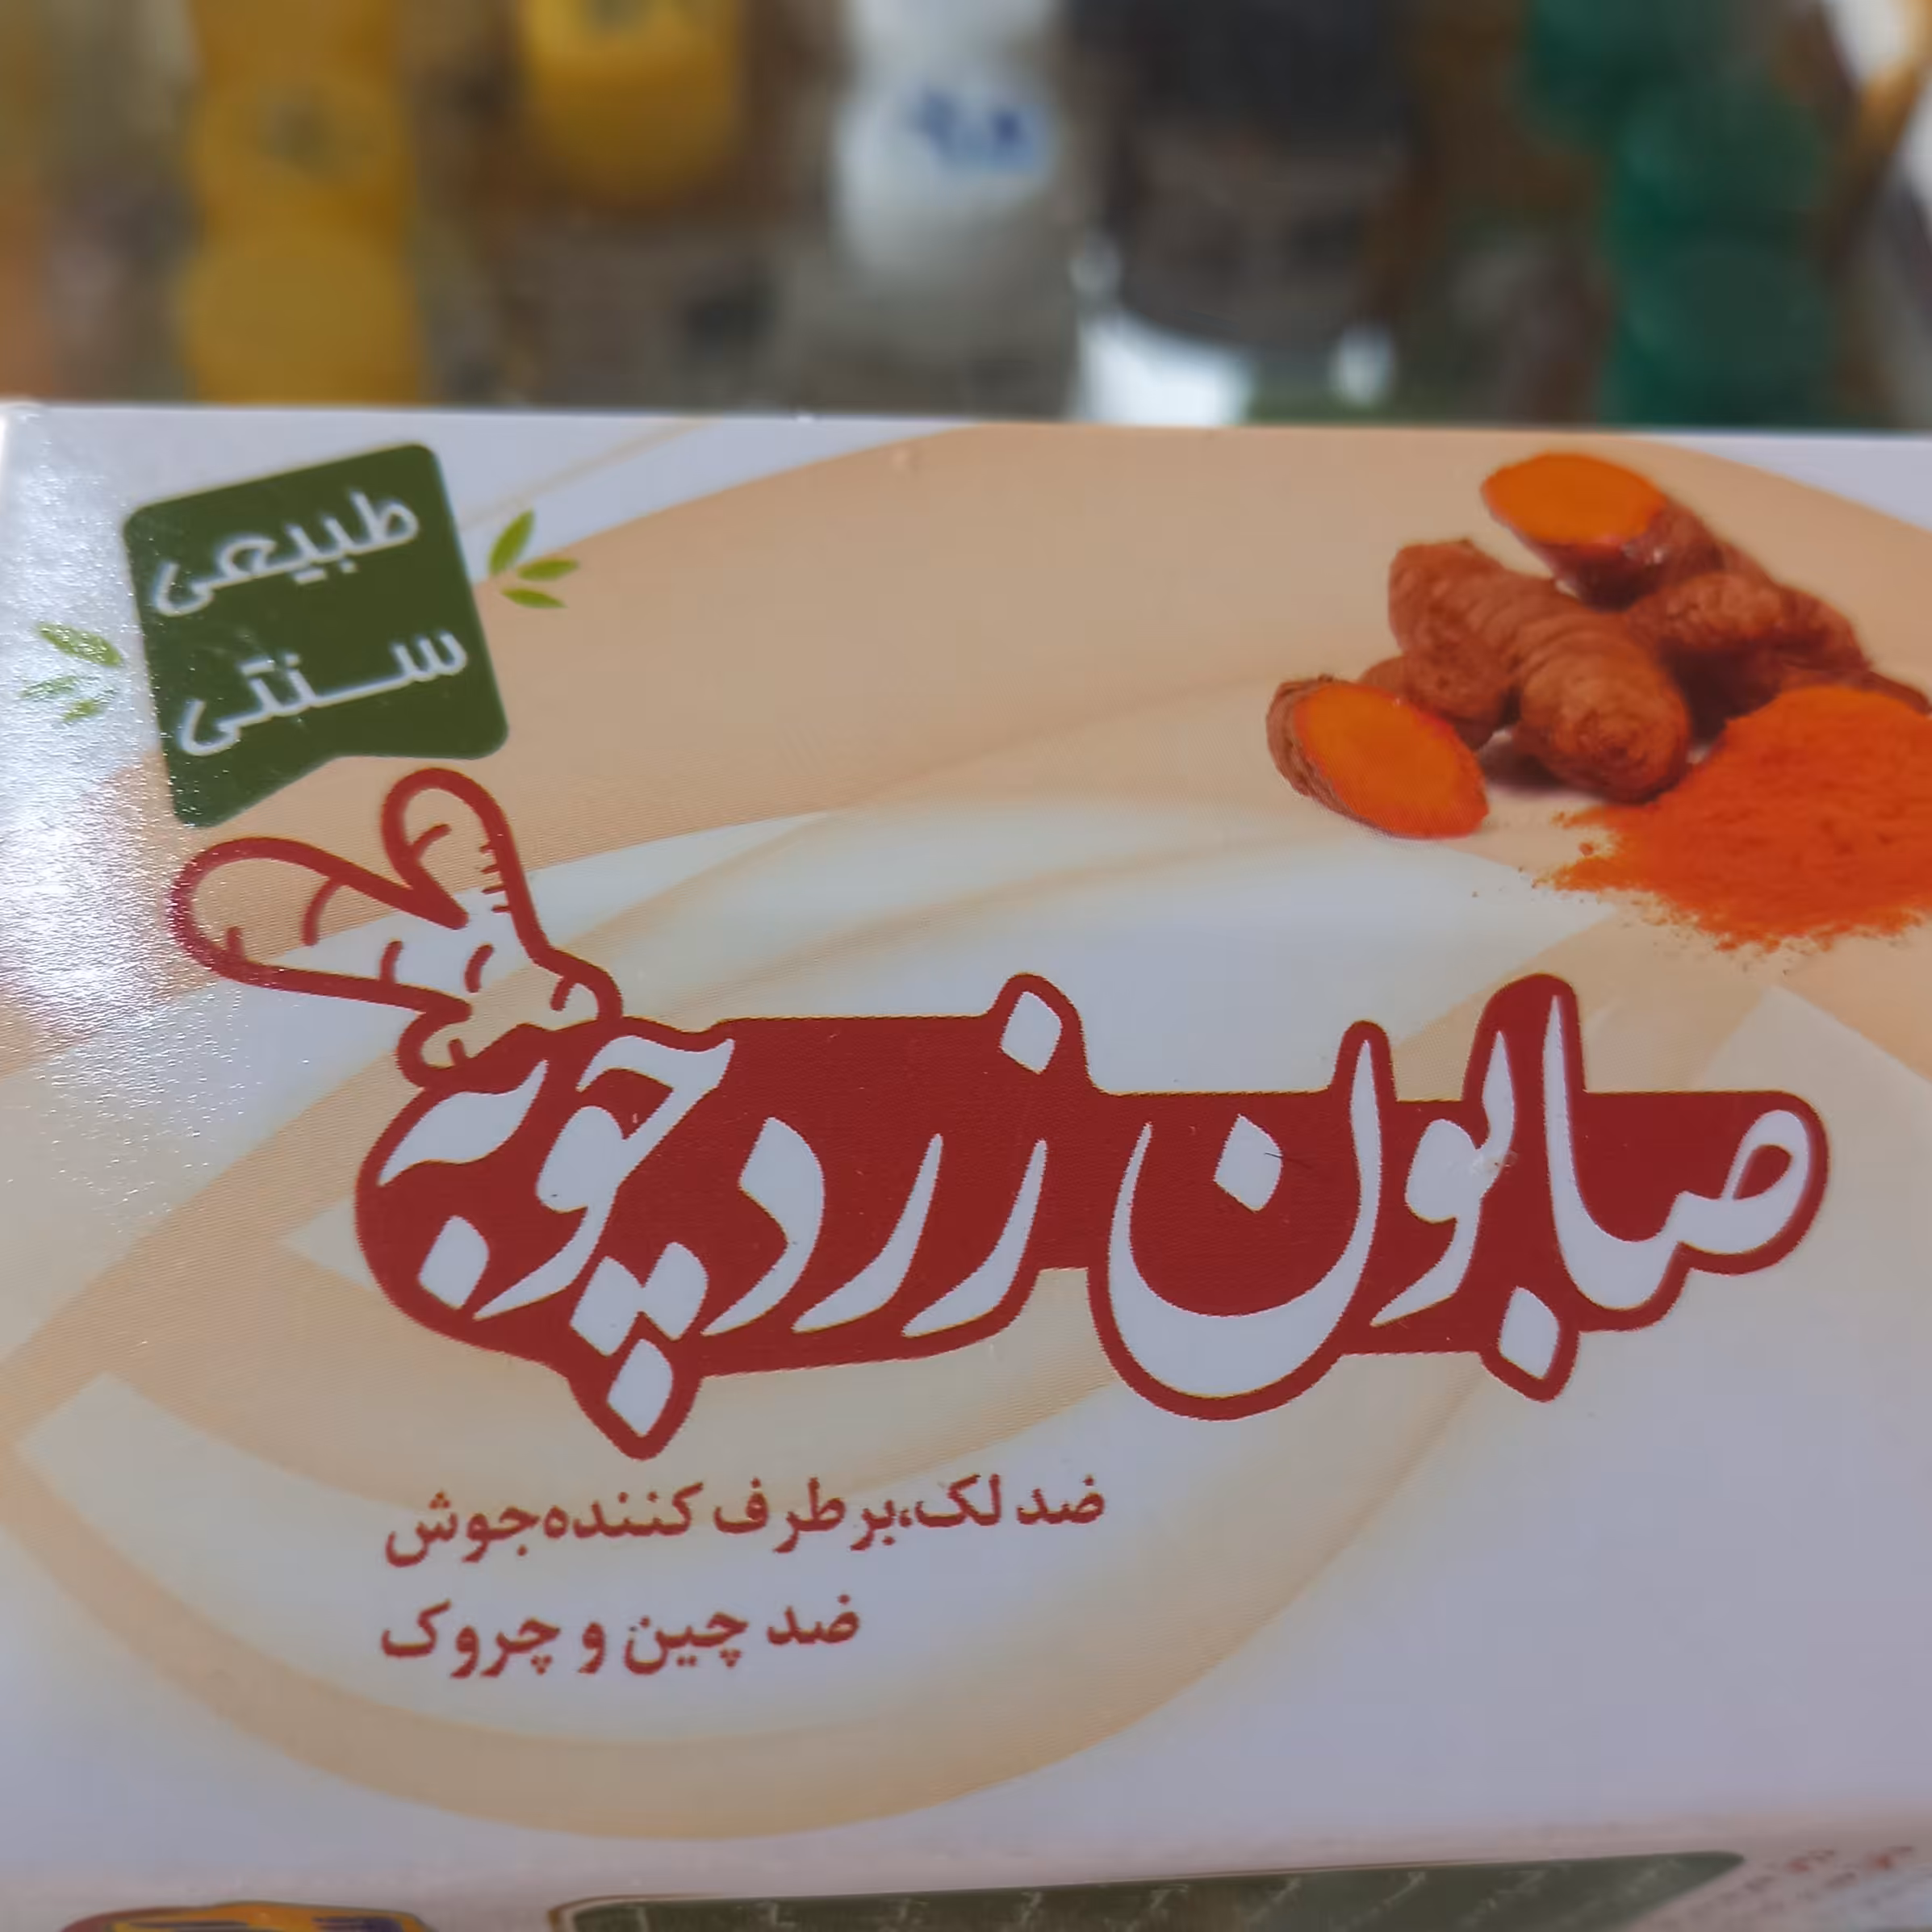 طبیعی
سنتی
صابون زردچوبه
ضد لک،برطرف کننده جوش
ضد چین و چروک